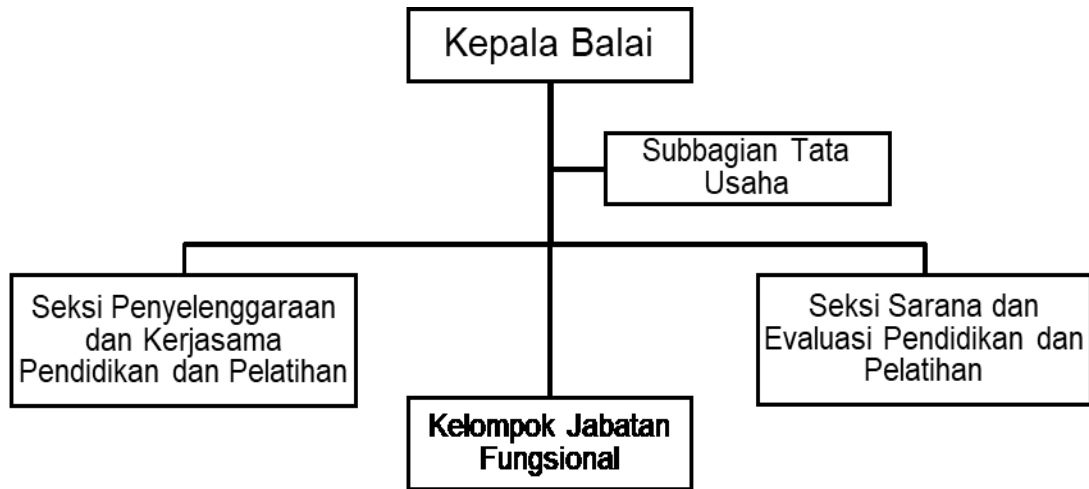 Kepala Balai
Subbagian Tata
Usaha
Seksi Penyelenggaraan
dan Kerjasama
Pendidikan dan Pelatihan
Seksi Sarana dan
Evaluasi Pendidikan dan
Pelatihan
Kelompok Jabatan
Fungsional